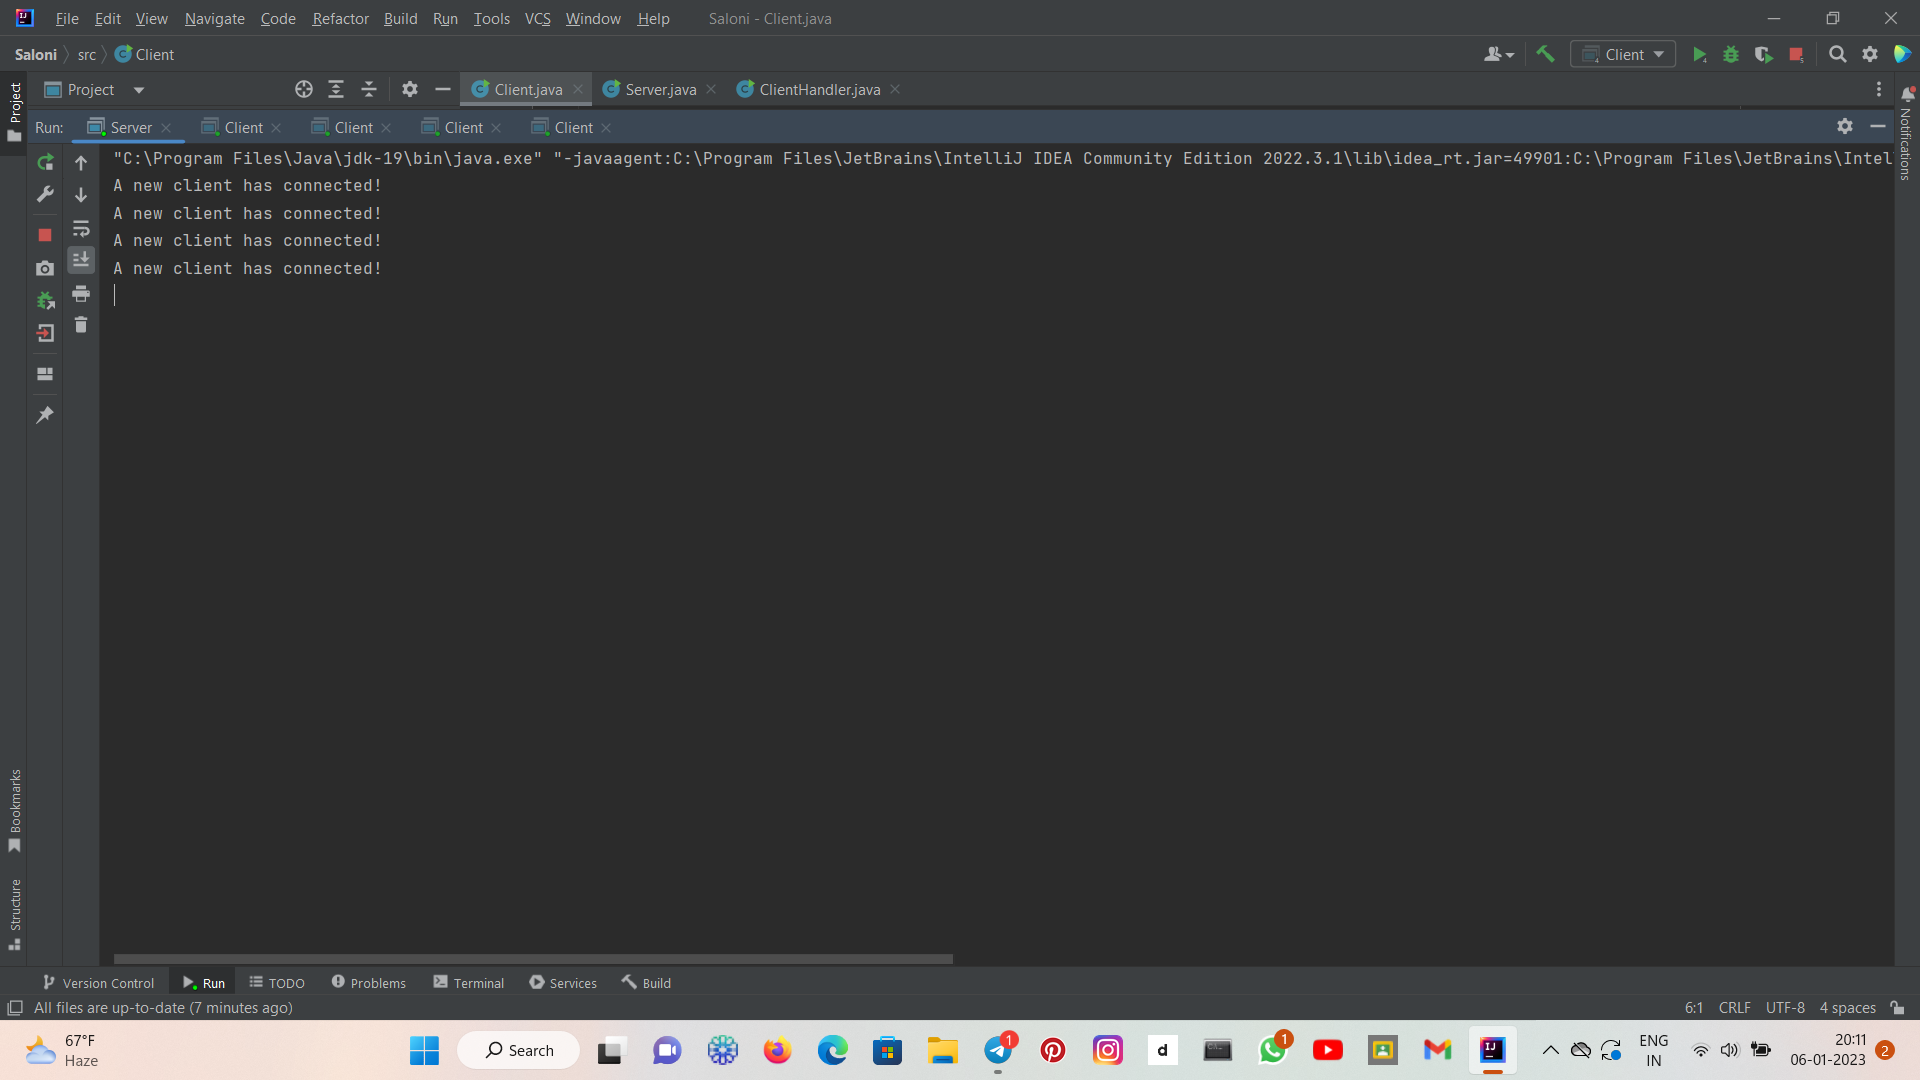 File Edit View Navigate Code Refactor Build Run Tools VCS Window Help Saloni - Client.java
Saloni src Client Client
Project Client.java Server.java ClientHandler.java
Run: Server Client Client Client Client
"C:\Program Files\Java\jdk-19\bin\java.exe" "-javaagent:C:\Program Files\JetBrains\IntelliJ IDEA Community Edition 2022.3.1\lib\idea_rt.jar=49901:C:\Program Files\JetBrains\Intel
A new client has connected!
A new client has connected!
A new client has connected!
A new client has connected!
Project
Bookmarks
Structure
Notifications
Version Control Run TODO Problems Terminal Services Build
All files are up-to-date (7 minutes ago) 6:1 CRLF UTF-8 4 spaces
67°F
Haze
Search
1
d
1
ENG
IN
20:11
06-01-2023
2